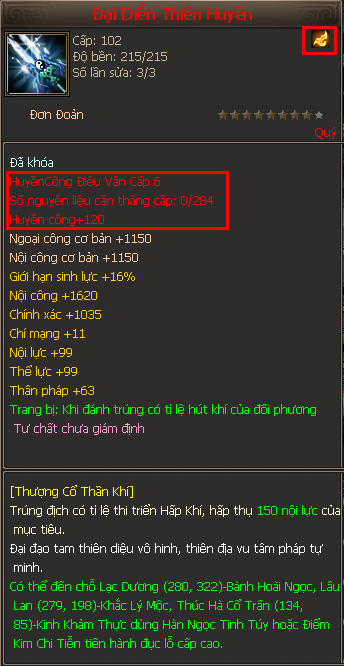 Đại Diễn Thiên Huyền
Cấp: 102
Độ bền: 215/215
Số lần sửa: 3/3
Đơn Đoản
Quý
Đã khóa
HuyềnCông Điêu Văn Cấp 6
Số nguyên liệu cần thăng cấp: 0/284
Huyền công+120
Ngoại công cơ bản +1150
Nội công cơ bản +1150
Giới hạn sinh lực +16%
Nội công +1620
Chính xác +1035
Chí mạng +11
Nội lực +99
Thể lực +99
Thân pháp +63
Trang bị: Khi đánh trúng có tỉ lệ hút khí của đối phương
Tư chất chưa giám định
[Thượng Cổ Thần Khí]
Trúng địch có tỉ lệ thi triển Hấp Khí, hấp thụ 150 nội lực của
mục tiêu.
Đại đạo tam thiên diệu vô hình, thiên địa vu tâm pháp tự
minh.
Có thể đến chỗ Lạc Dương (280, 322)-Bành Hoài Ngọc, Lâu
Lan (279, 198)-Khắc Lý Mộc, Thúc Hà Cổ Trấn (134,
85)-Kinh Khảm Thực dùng Hàn Ngọc Tinh Túy hoặc Điểm
Kim Chi Tiễn tiến hành đục lỗ cấp cao.